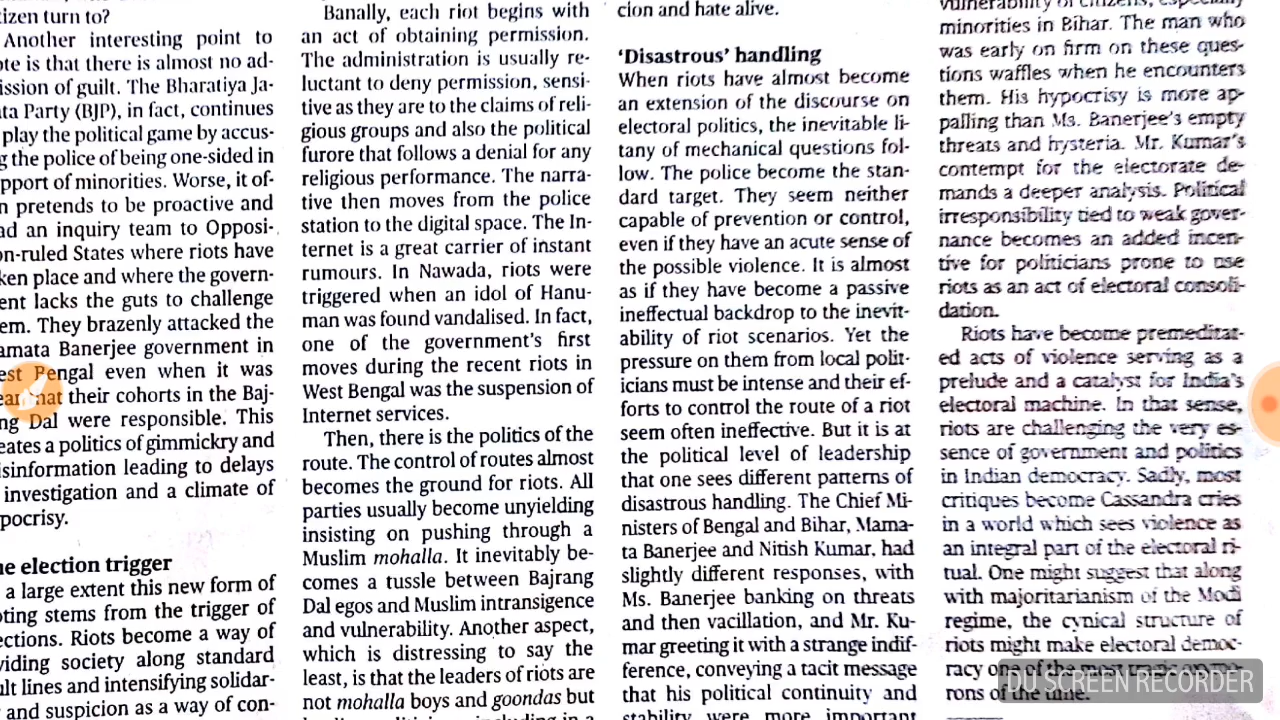 izen turn to?
Another interesting point to
ote is that there is almost no ad-
ission of guilt. The Bharatiya Ja-
ata Party (BJP), in fact, continues
play the political game by accus-
g the police of being one-sided in
pport of minorities. Worse, it of-
n pretends to be proactive and
ad an inquiry team to Opposi-
on-ruled States where riots have
ken place and where the govern-
ent lacks the guts to challenge
em. They brazenly attacked the
amata Banerjee government in
est Bengal even when it was
ear that their cohorts in the Baj-
ng Dal were responsible. This
eates a politics of gimmickry and
isinformation leading to delays
investigation and a climate of
pocrisy.
he election trigger
a large extent this new form of
oting stems from the trigger of
ections. Riots become a way of
viding society along standard
ult lines and intensifying solidar-
and suspicion as a way of con-
Banally, each riot begins with
an act of obtaining permission.
The administration is usually re-
luctant to deny permission, sensi-
tive as they are to the claims of reli-
gious groups and also the political
furore that follows a denial for any
religious performance. The narra-
tive then moves from the police
station to the digital space. The In-
ternet is a great carrier of instant
rumours. In Nawada, riots were
triggered when an idol of Hanu-
man was found vandalised. In fact,
one of the government's first
moves during the recent riots in
West Bengal was the suspension of
Internet services.
Then, there is the politics of the
route. The control of routes almost
becomes the ground for riots. All
parties usually become unyielding
insisting on pushing through a
Muslim mohalla. It inevitably be-
comes a tussle between Bajrang
Dal egos and Muslim intransigence
and vulnerability. Another aspect,
which is distressing to say the
least, is that the leaders of riots are
not mohalla boys and goondas but
cion and hate alive.
'Disastrous' handling
When riots have almost become
an extension of the discourse on
electoral politics, the inevitable li-
tany of mechanical questions fol-
low. The police become the stan-
dard target. They seem neither
capable of prevention or control,
even if they have an acute sense of
the possible violence. It is almost
as if they have become a passive
ineffectual backdrop to the inevit-
ability of riot scenarios. Yet the
pressure on them from local polit-
icians must be intense and their ef-
forts to control the route of a riot
seem often ineffective. But it is at
the political level of leadership
that one sees different patterns of
disastrous handling. The Chief Mi-
nisters of Bengal and Bihar, Mama-
ta Banerjee and Nitish Kumar, had
slightly different responses, with
Ms. Banerjee banking on threats
and then vacillation, and Mr. Ku-
mar greeting it with a strange indif-
ference, conveying a tacit message
that his political continuity and
stability were more important
vulnerability of citizens, especially
minorities in Bihar. The man who
was early on firm on these ques-
tions waffles when he encounters
them. His hypocrisy is more ap-
palling than Ms. Banerjee's empty
threats and hysteria. Mr. Kumar's
contempt for the electorate de-
mands a deeper analysis. Political
irresponsibility tied to weak gover-
nance becomes an added incen-
tive for politicians prone to use
riots as an act of electoral consoli-
dation.
Riots have become premeditat-
ed acts of violence serving as a
prelude and a catalyst for India's
electoral machine. In that sense,
riots are challenging the very es-
sence of government and politics
in Indian democracy. Sadly, most
critiques become Cassandra cries
in a world which sees violence as
an integral part of the electoral ri-
tual. One might suggest that along
with majoritarianism of the Modi
regime, the cynical structure of
riots might make electoral democ-
racy one of the most tragic
rons of the time.
DU SCREEN RECORDER